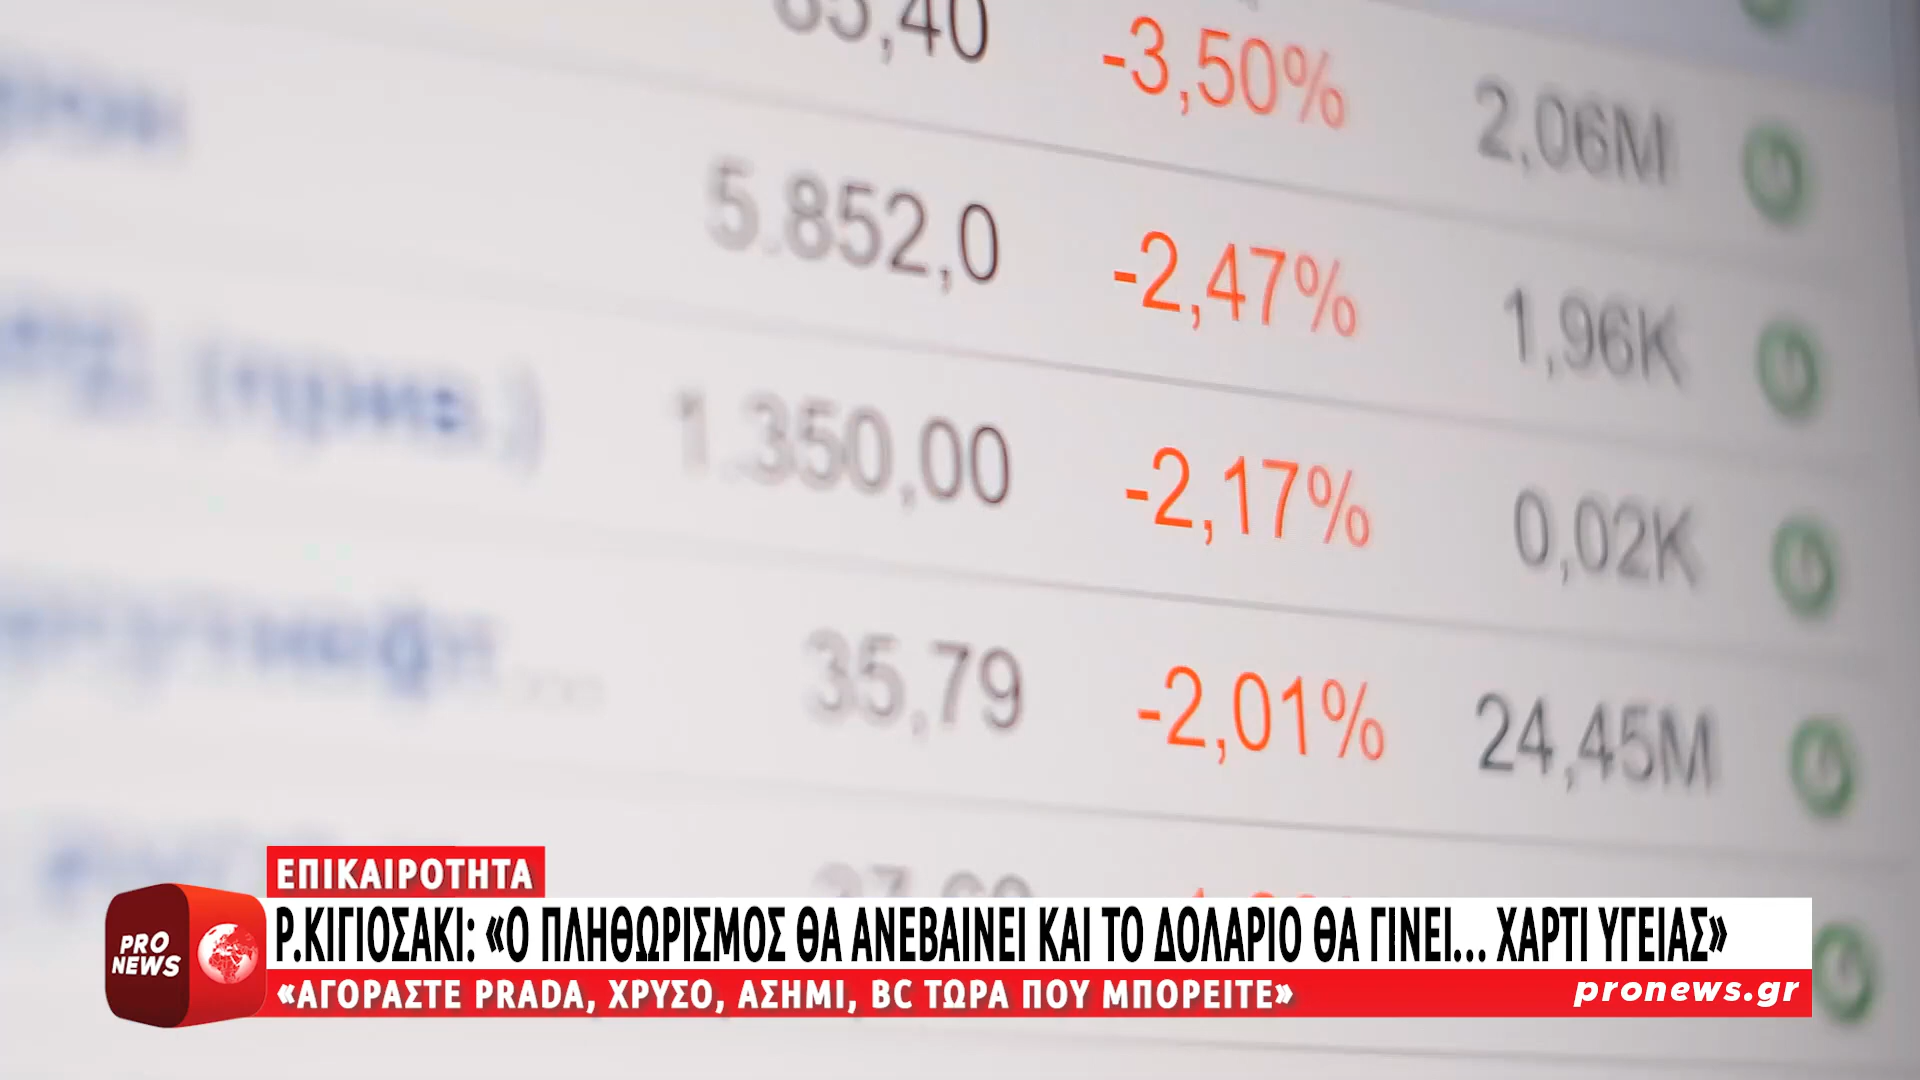 65,40 -3,50% 2,06M
5.852,0 -2,47% 1,96K
(прив.) 1.350,00 -2,17% 0,02K
35,79 -2,01% 24,45M
ΕΠΙΚΑΙΡΟΤΗΤΑ
PRO NEWS
Ρ.ΚΙΓΙΟΣΑΚΙ: «Ο ΠΛΗΘΩΡΙΣΜΟΣ ΘΑ ΑΝΕΒΑΙΝΕΙ ΚΑΙ ΤΟ ΔΟΛΑΡΙΟ ΘΑ ΓΙΝΕΙ... ΧΑΡΤΙ ΥΓΕΙΑΣ»
«ΑΓΟΡΑΣΤΕ PRADA, ΧΡΥΣΟ, ΑΣΗΜΙ, BC ΤΩΡΑ ΠΟΥ ΜΠΟΡΕΙΤΕ» pronews.gr